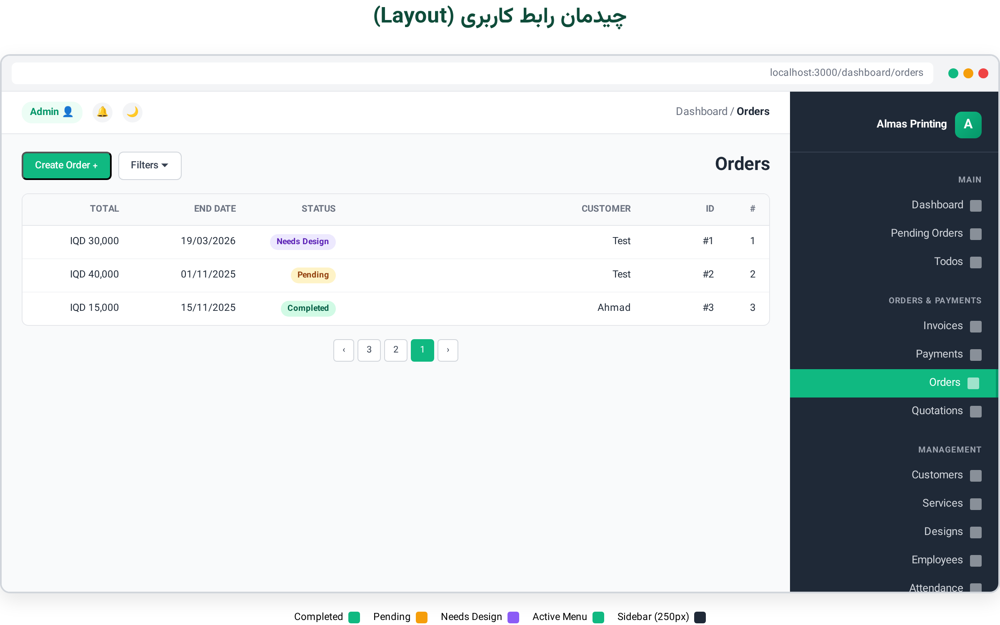 چیدمان رابط کاربری (Layout)
localhost:3000/dashboard/orders
A Almas Printing
MAIN
Dashboard
Pending Orders
Todos
ORDERS & PAYMENTS
Invoices
Payments
Orders
Quotations
MANAGEMENT
Customers
Services
Designs
Employees
Attendance
Dashboard / Orders
Admin
Orders
Filters
Create Order +
# ID CUSTOMER STATUS END DATE TOTAL
1 #1 Test Needs Design 19/03/2026 IQD 30,000
2 #2 Test Pending 01/11/2025 IQD 40,000
3 #3 Ahmad Completed 15/11/2025 IQD 15,000
› 1 2 3 ‹
Sidebar (250px) Active Menu Needs Design Pending Completed